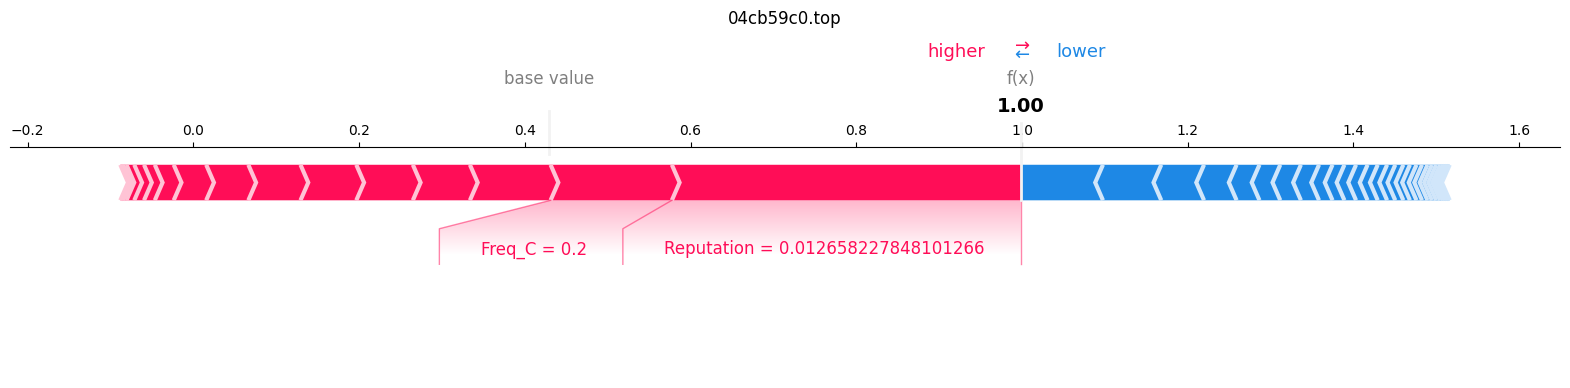 04cb59c0.top
higher ⇄ lower
base value f(x)
1.00
−0.2 0.0 0.2 0.4 0.6 0.8 1.0 1.2 1.4 1.6
Freq_C = 0.2 Reputation = 0.012658227848101266